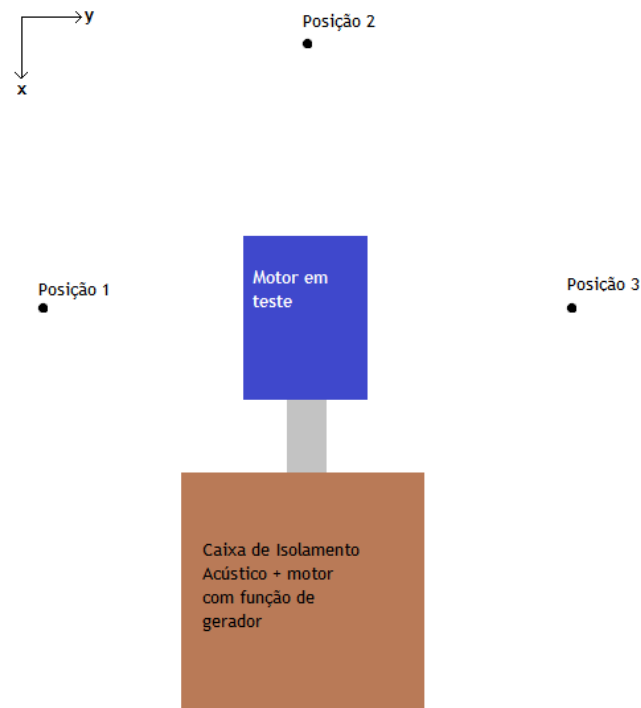 y
x
Posição 2
Posição 1
Motor em
teste
Posição 3
Caixa de Isolamento
Acústico + motor
com função de
gerador